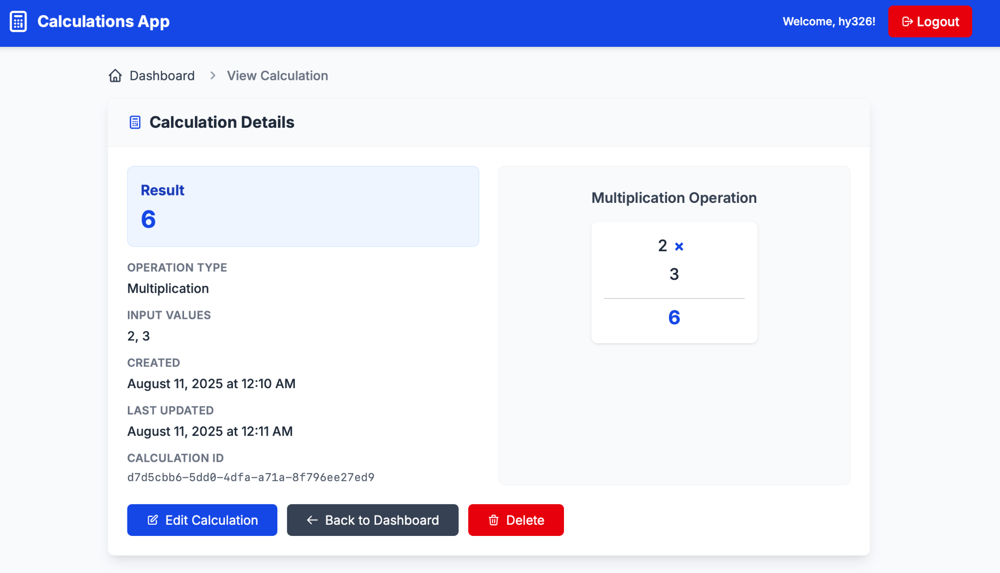 Calculations App
Welcome, hy326!
Logout
Dashboard > View Calculation
Calculation Details
Result
6
OPERATION TYPE
Multiplication
INPUT VALUES
2, 3
CREATED
August 11, 2025 at 12:10 AM
LAST UPDATED
August 11, 2025 at 12:11 AM
CALCULATION ID
d7d5cbb6-5dd0-4dfa-a71a-8f796ee27ed9
Multiplication Operation
2 ×
3
6
Edit Calculation
← Back to Dashboard
Delete